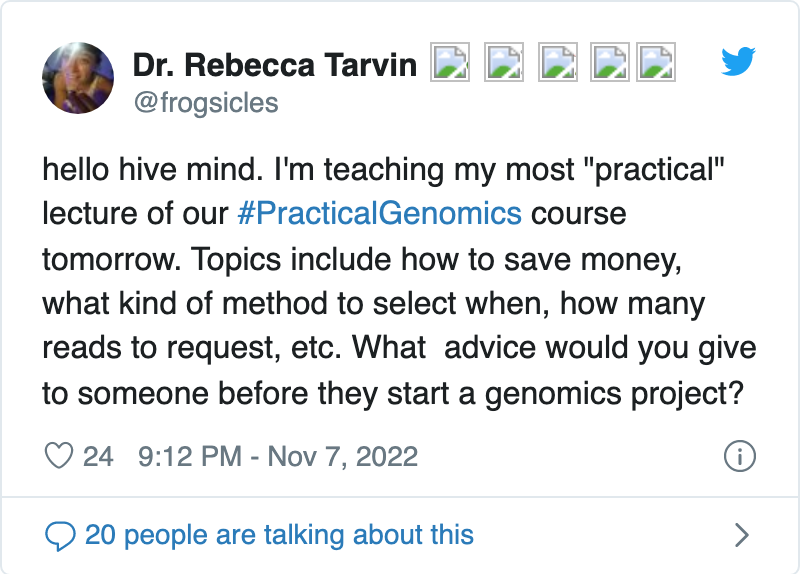 Dr. Rebecca Tarvin
@frogsicles
hello hive mind. I'm teaching my most "practical"
lecture of our #PracticalGenomics course
tomorrow. Topics include how to save money,
what kind of method to select when, how many
reads to request, etc. What  advice would you give
to someone before they start a genomics project?
24 9:12 PM - Nov 7, 2022
20 people are talking about this